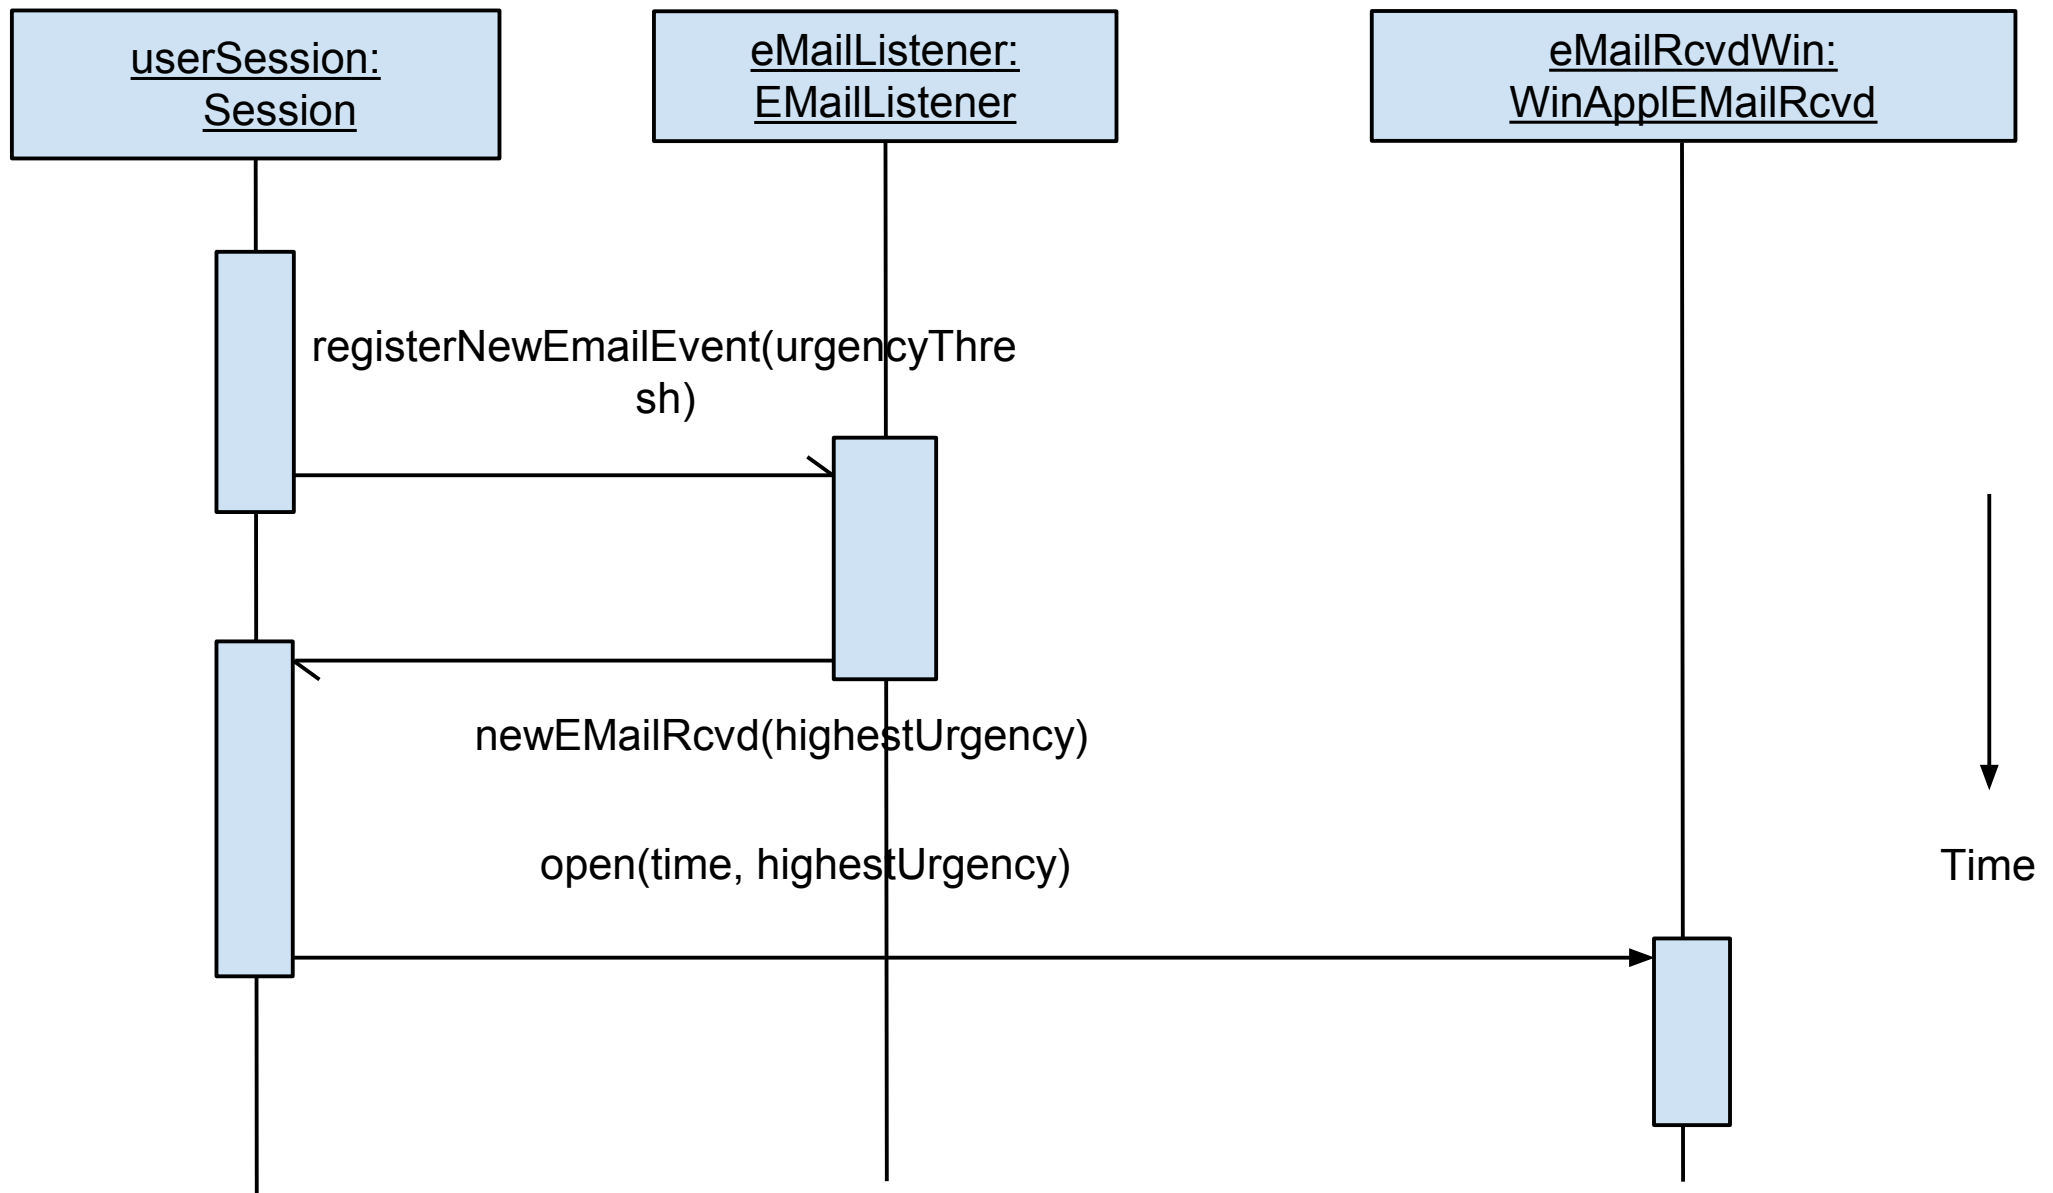 userSession:
Session
eMailListener:
EMailListener
eMailRcvdWin:
WinApplEMailRcvd
registerNewEmailEvent(urgencyThre
sh)
newEMailRcvd(highestUrgency)
open(time, highestUrgency)
Time